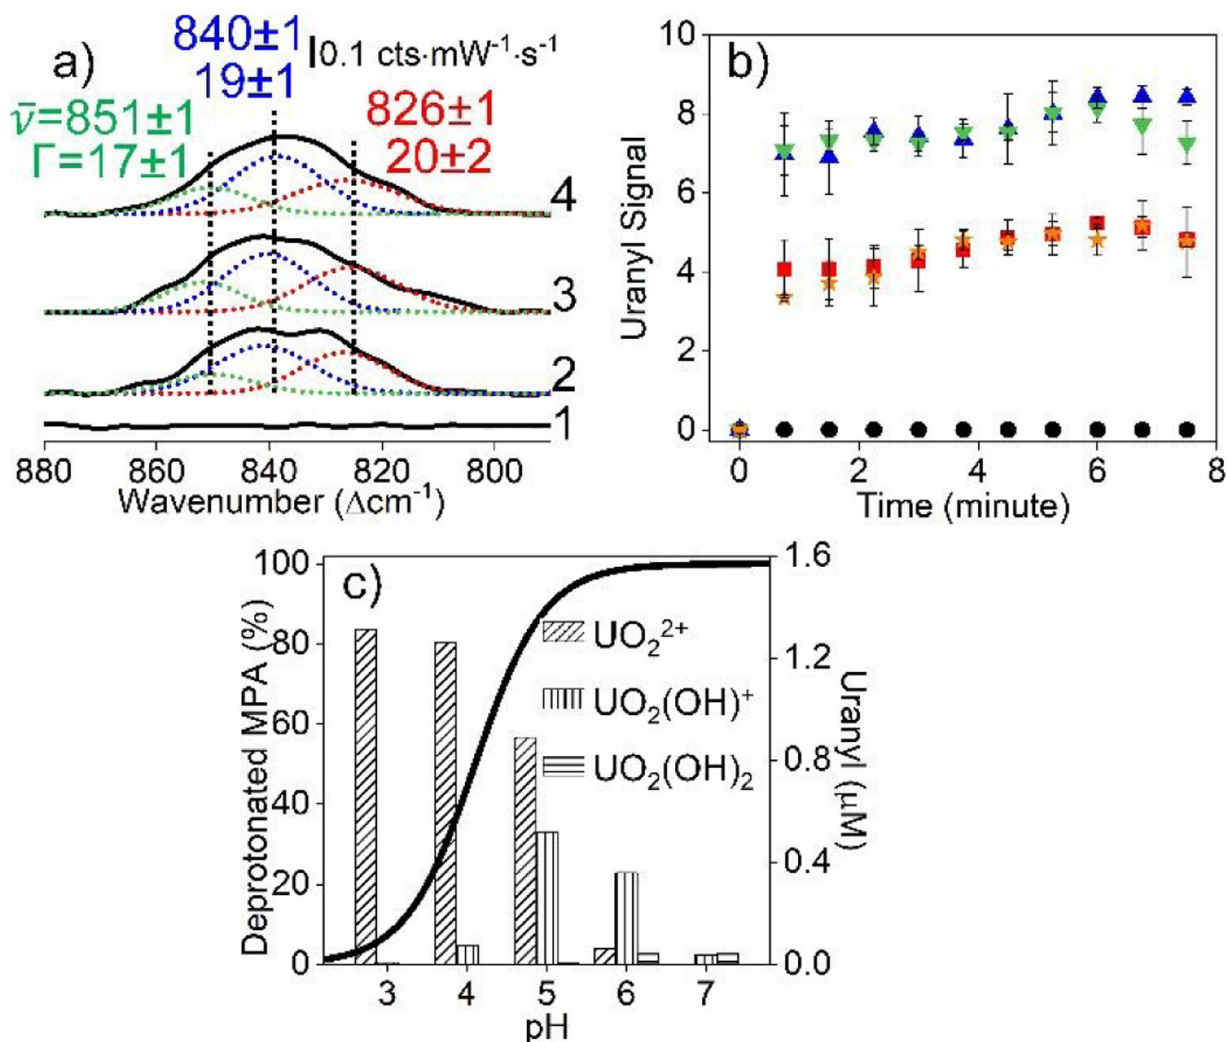 a)
840±1
19±1
0.1 cts·mW⁻¹·s⁻¹
ν̄=851±1
Γ=17±1
826±1
20±2
4
3
2
1
880 860 840 820 800
Wavenumber (Δcm⁻¹)
b)
10
8
6
4
2
0
Uranyl Signal
0 2 4 6 8
Time (minute)
c)
100
80
60
40
20
0
Deprotonated MPA (%)
UO₂²⁺
UO₂(OH)⁺
UO₂(OH)₂
1.6
1.2
0.8
0.4
0.0
Uranyl (μM)
3 4 5 6 7
pH